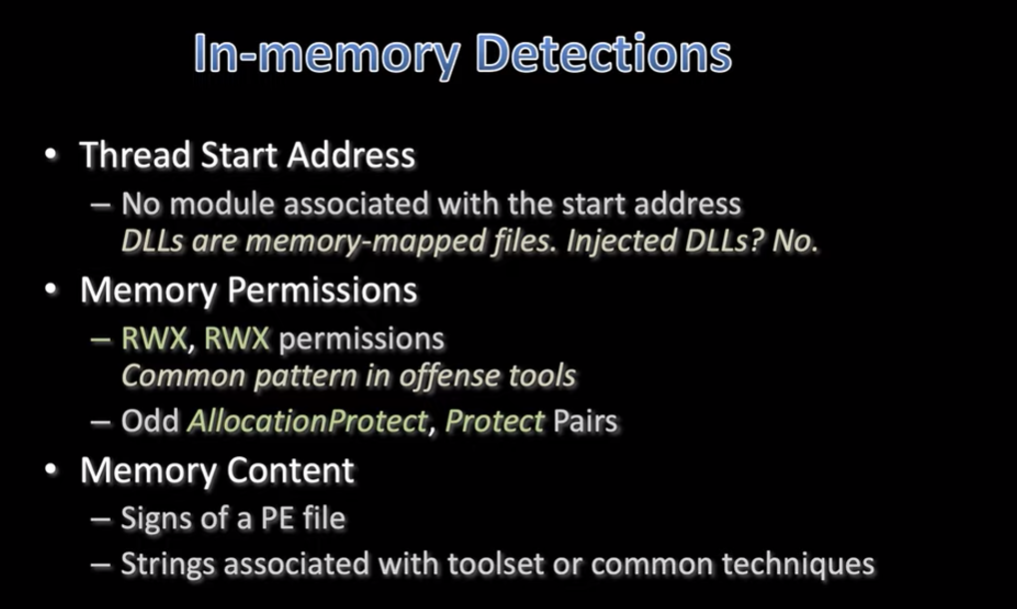 In-memory Detections
• Thread Start Address
– No module associated with the start address
DLLs are memory-mapped files. Injected DLLs? No.
• Memory Permissions
– RWX, RWX permissions
Common pattern in offense tools
– Odd AllocationProtect, Protect Pairs
• Memory Content
– Signs of a PE file
– Strings associated with toolset or common techniques